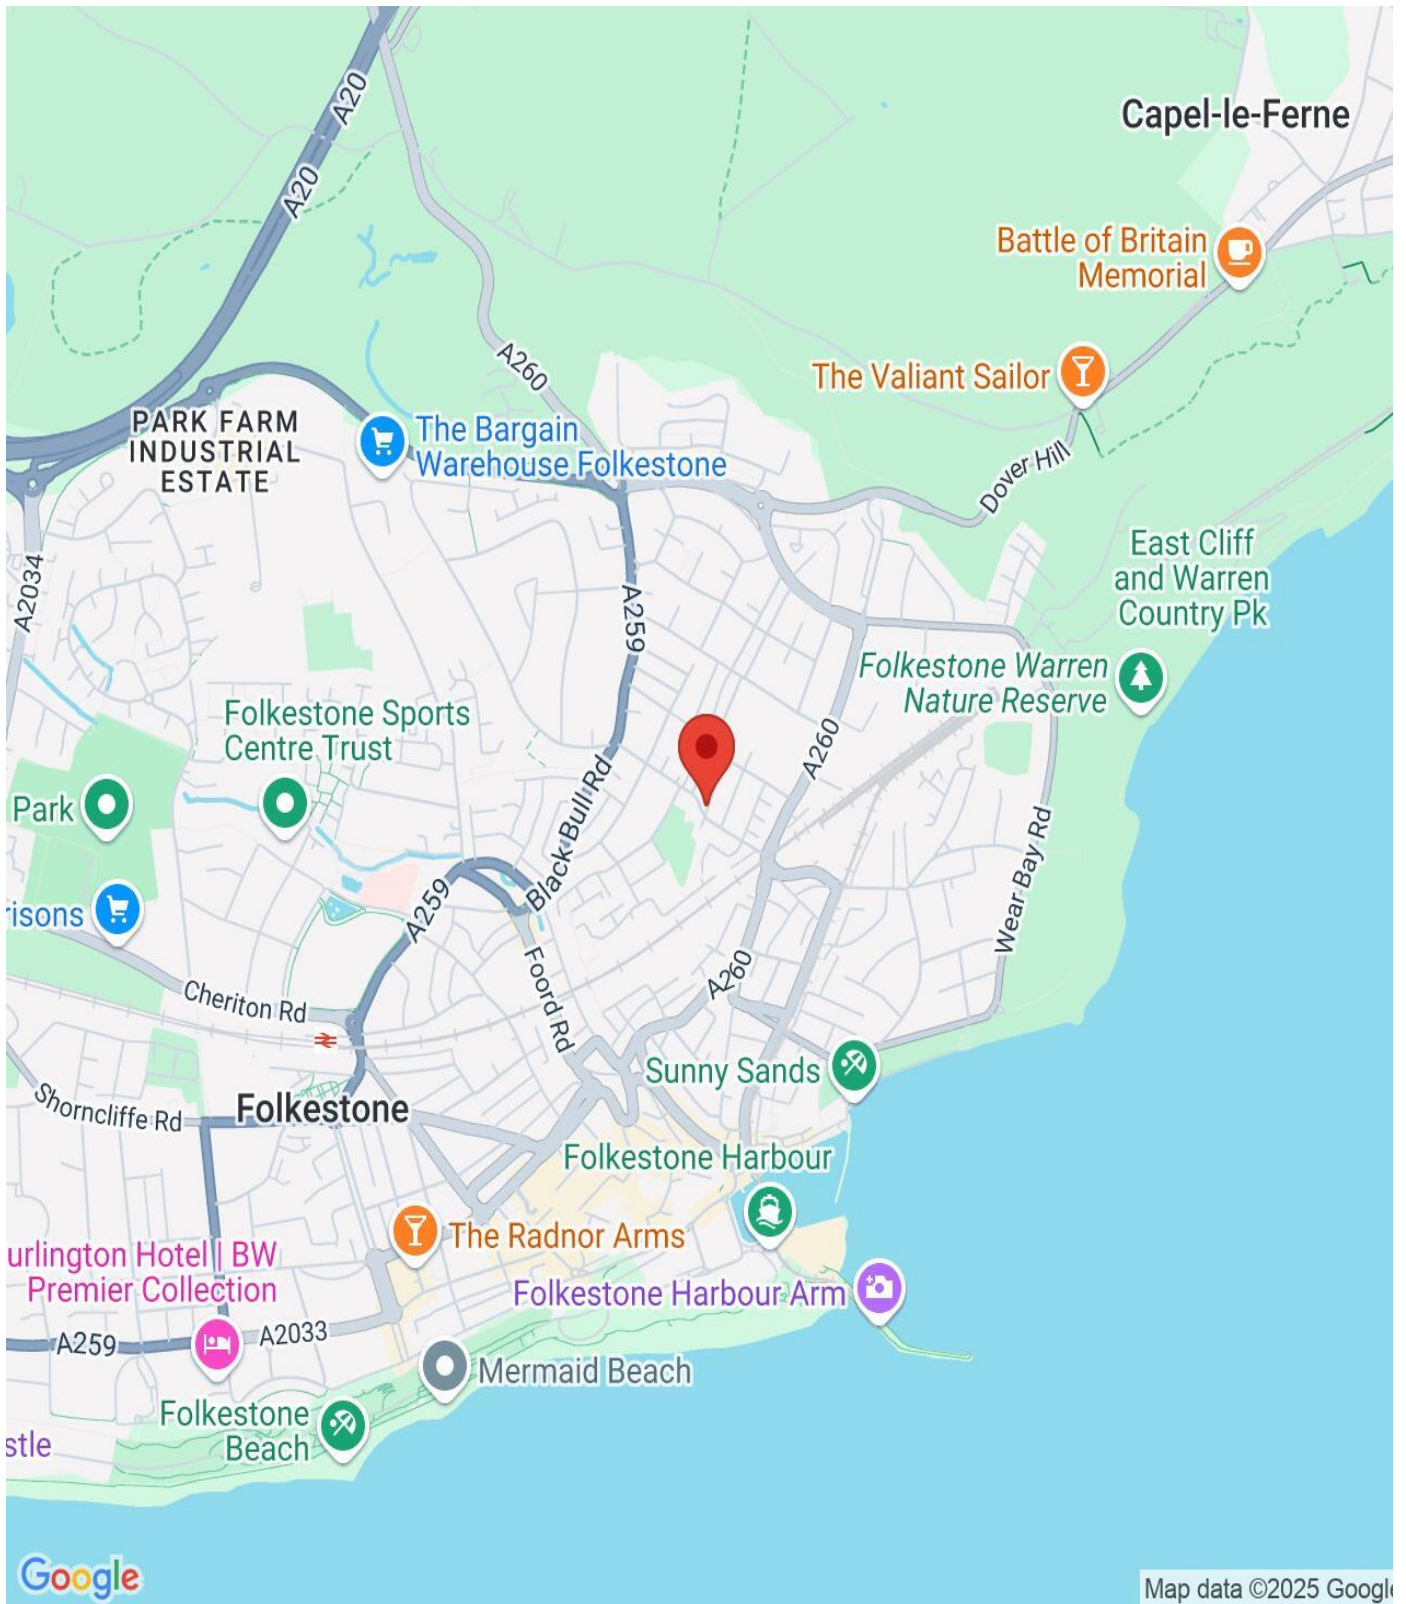 A20
Capel-le-Ferne
A20
Battle of Britain
Memorial
A260
The Valiant Sailor
PARK FARM
INDUSTRIAL
ESTATE
The Bargain
Warehouse Folkestone
Dover Hill
East Cliff
and Warren
Country Pk
A2034
A259
Folkestone Warren
Nature Reserve
Folkestone Sports
Centre Trust
A260
Black Bull Rd
Park
Wear Bay Rd
risons
A259
Foord Rd
A260
Cheriton Rd
Sunny Sands
Shorncliffe Rd
Folkestone
Folkestone Harbour
The Radnor Arms
urlington Hotel | BW
Premier Collection
Folkestone Harbour Arm
A259
A2033
Mermaid Beach
Folkestone
Beach
stle
Google
Map data ©2025 Google